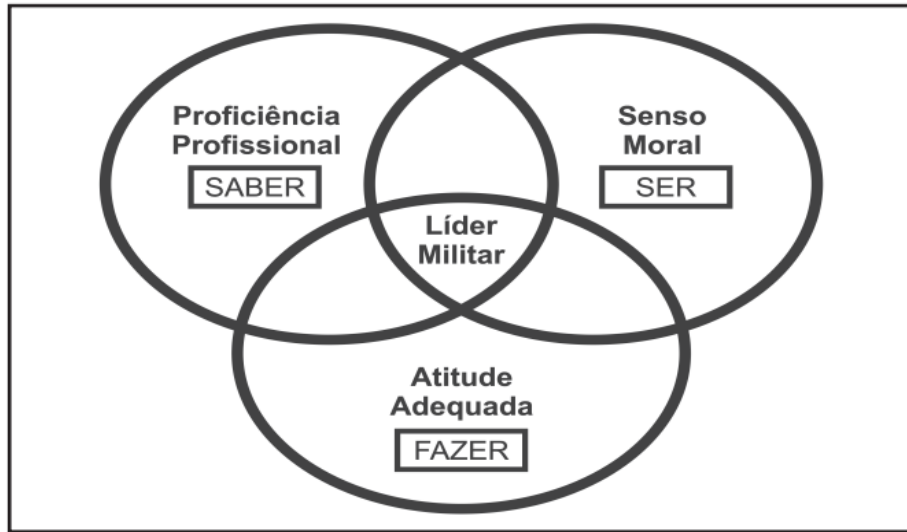 Proficiência
Profissional
SABER
Senso
Moral
SER
Líder
Militar
Atitude
Adequada
FAZER